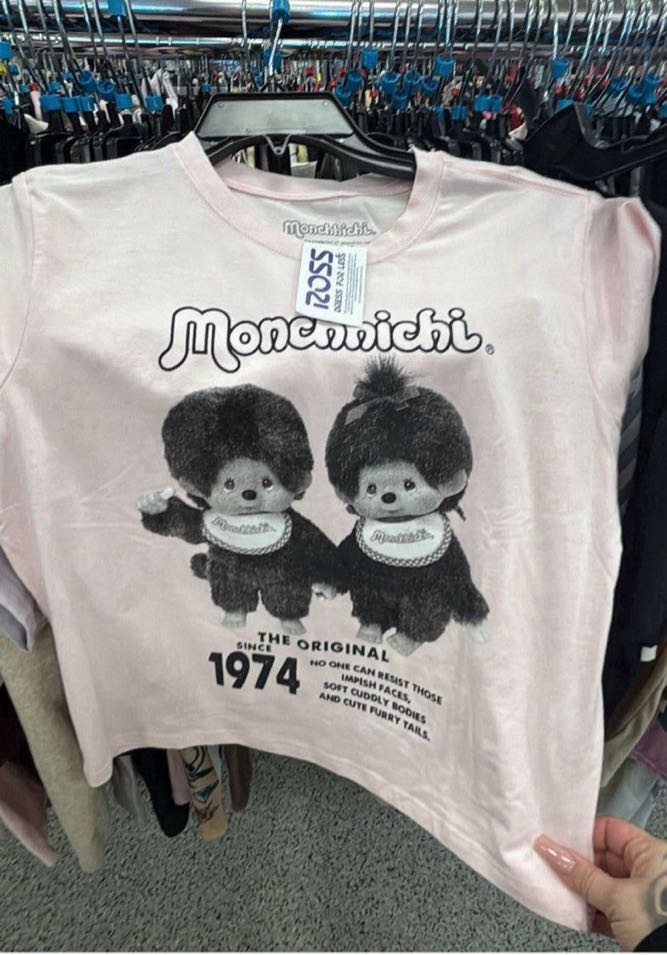 Monchhichi
ROSS
DRESS FOR LESS
Monchhichi®
Monchhichi
Monchhichi
THE ORIGINAL
SINCE
1974
NO ONE CAN RESIST THOSE
IMPISH FACES,
SOFT CUDDLY BODIES
AND CUTE FURRY TAILS.